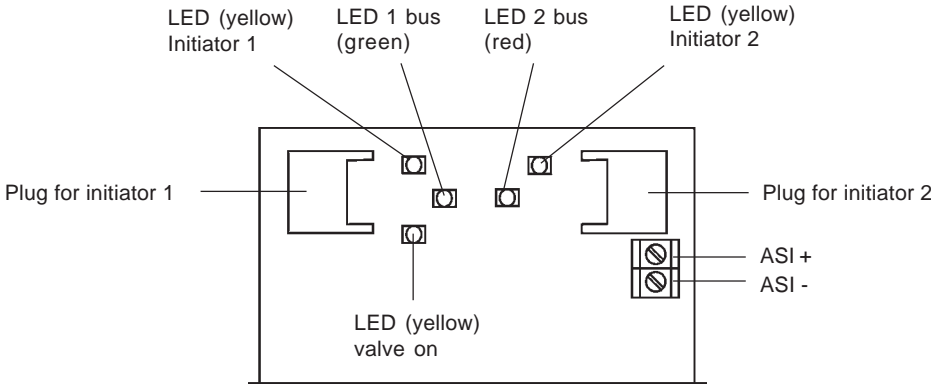 LED (yellow)
Initiator 1
LED 1 bus
(green)
LED 2 bus
(red)
LED (yellow)
Initiator 2
Plug for initiator 1
Plug for initiator 2
ASI +
ASI -
LED (yellow)
valve on